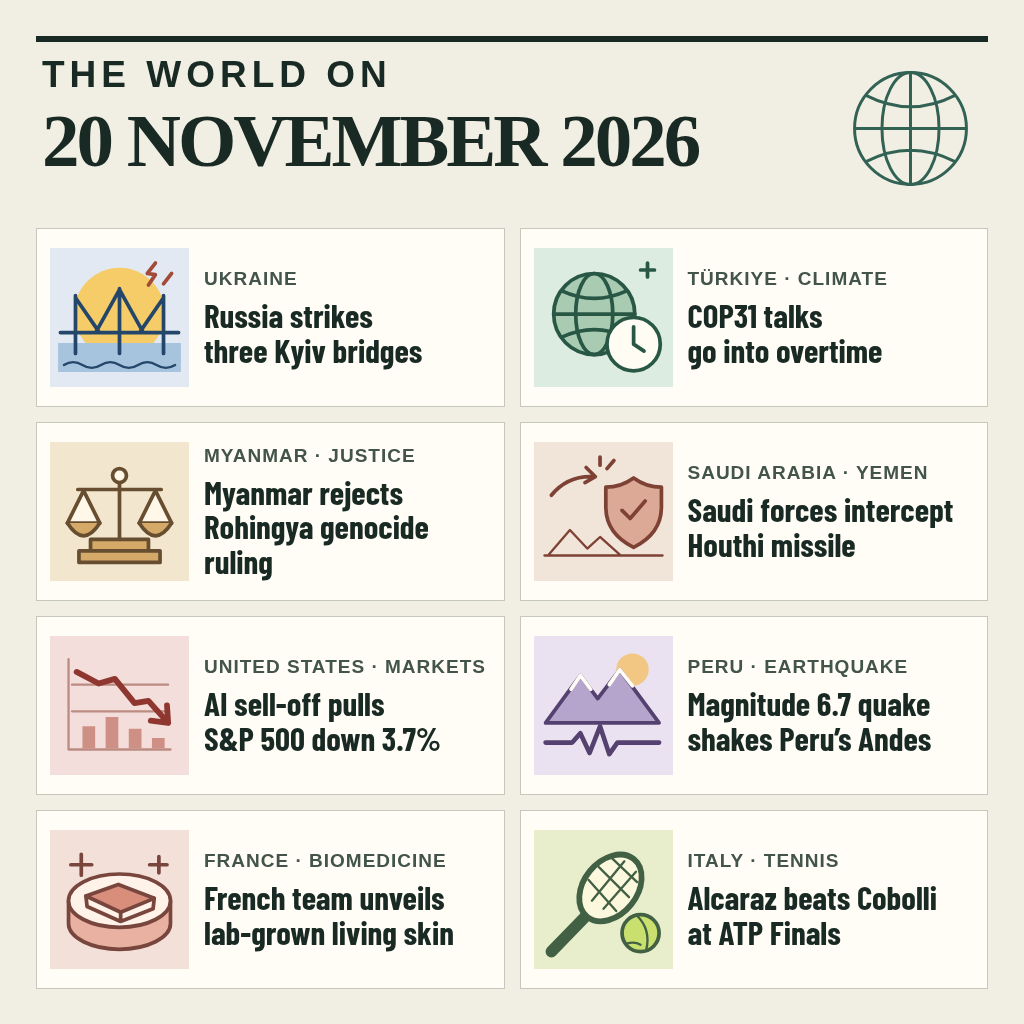 THE WORLD ON
20 NOVEMBER 2026
UKRAINE
Russia strikes
three Kyiv bridges
TÜRKIYE · CLIMATE
COP31 talks
go into overtime
MYANMAR · JUSTICE
Myanmar rejects
Rohingya genocide
ruling
SAUDI ARABIA · YEMEN
Saudi forces intercept
Houthi missile
UNITED STATES · MARKETS
AI sell-off pulls
S&P 500 down 3.7%
PERU · EARTHQUAKE
Magnitude 6.7 quake
shakes Peru’s Andes
FRANCE · BIOMEDICINE
French team unveils
lab-grown living skin
ITALY · TENNIS
Alcaraz beats Cobolli
at ATP Finals